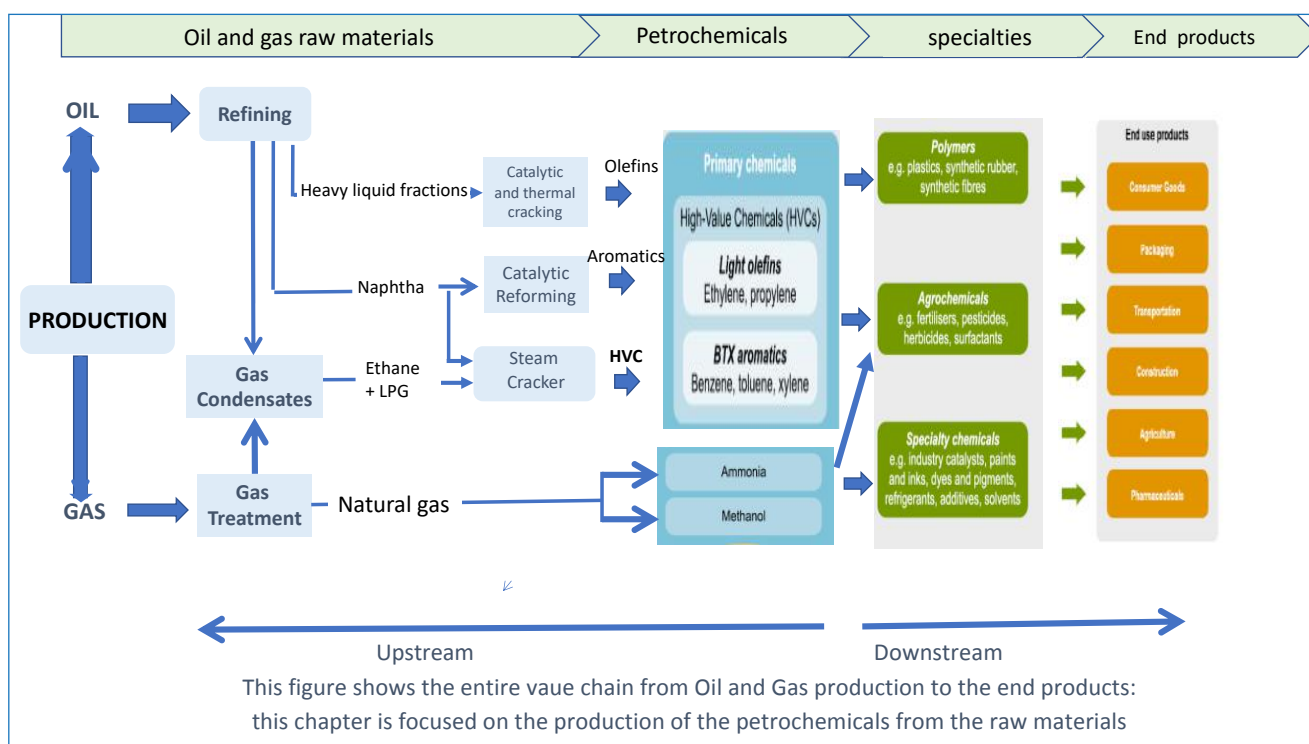 Oil and gas raw materials
Petrochemicals
specialties
End products
OIL
Refining
Heavy liquid fractions
Catalytic
and thermal
cracking
Olefins
Aromatics
Naphtha
Catalytic
Reforming
PRODUCTION
Gas
Condensates
Ethane
+ LPG
Steam
Cracker
HVC
GAS
Gas
Treatment
Natural gas
Primary chemicals
High-Value Chemicals (HVCs)
Light olefins
Ethylene, propylene
BTX aromatics
Benzene, toluene, xylene
Ammonia
Methanol
Polymers
e.g. plastics, synthetic rubber,
synthetic fibres
Agrochemicals
e.g. fertilisers, pesticides,
herbicides, surfactants
Specialty chemicals
e.g. industry catalysts, paints
and inks, dyes and pigments,
refrigerants, additives, solvents
End use products
Consumer Goods
Packaging
Transportation
Construction
Agriculture
Pharmaceuticals
Upstream
Downstream
This figure shows the entire vaue chain from Oil and Gas production to the end products:
this chapter is focused on the production of the petrochemicals from the raw materials